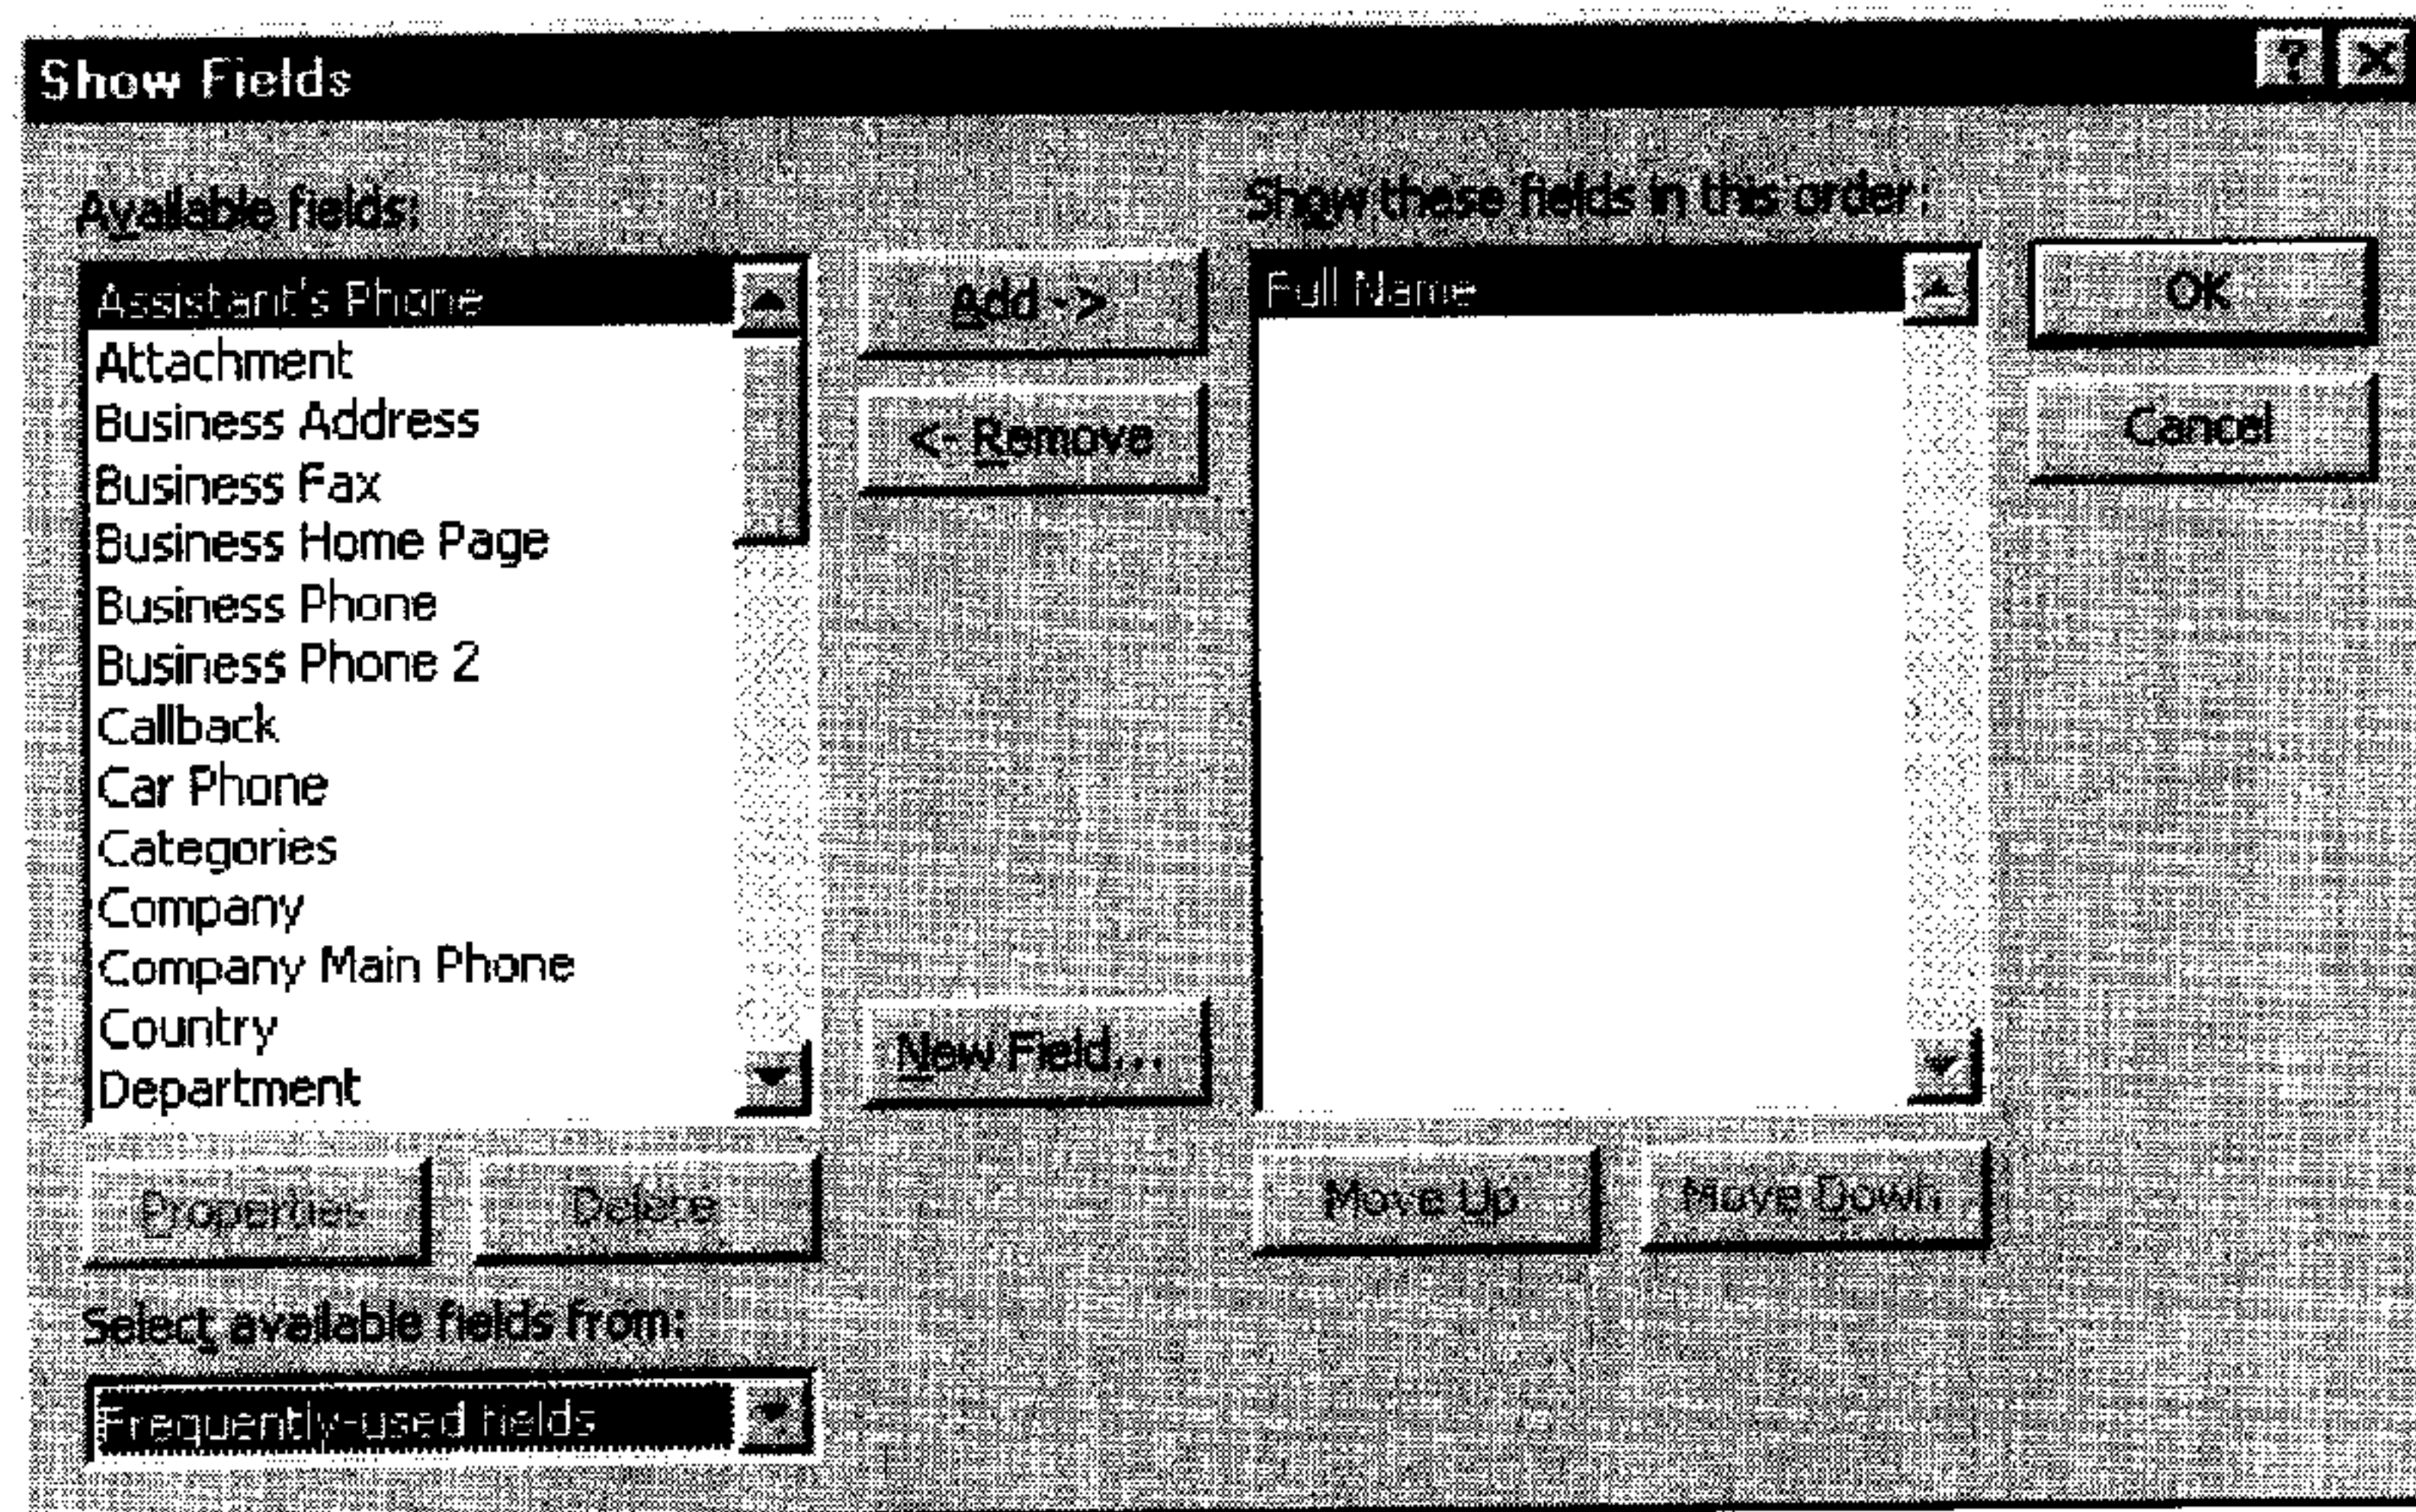 Show Fields
Available fields:
Assistant's Phone
Attachment
Business Address
Business Fax
Business Home Page
Business Phone
Business Phone 2
Callback
Car Phone
Categories
Company
Company Main Phone
Country
Department
Properties
Delete
Select available fields from:
Frequently-used fields
Add ->
<- Remove
New Field...
Show these fields in this order:
Full Name
Move Up
Move Down
OK
Cancel